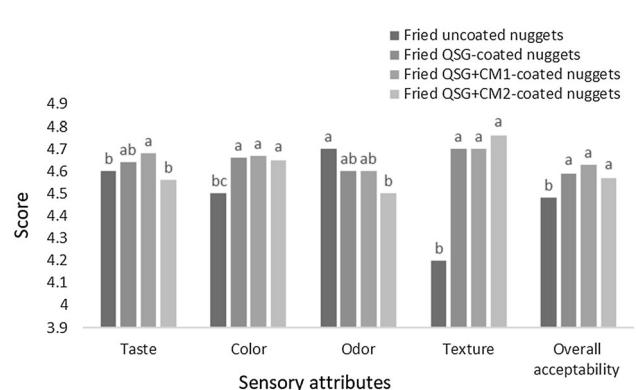 Fried uncoated nuggets
Fried QSG-coated nuggets
Fried QSG+CM1-coated nuggets
Fried QSG+CM2-coated nuggets
4.9
4.8
4.7
4.6
4.5
4.4
4.3
4.2
4.1
4
3.9
Score
b ab a b
bc a a a
a ab ab b
b a a a
b a a a
Taste Color Odor Texture Overall
acceptability
Sensory attributes